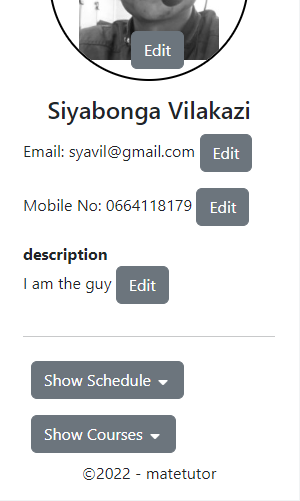 Edit
Siyabonga Vilakazi
Email: syavil@gmail.com Edit
Mobile No: 0664118179 Edit
description
I am the guy Edit
Show Schedule
Show Courses
©2022 - matetutor